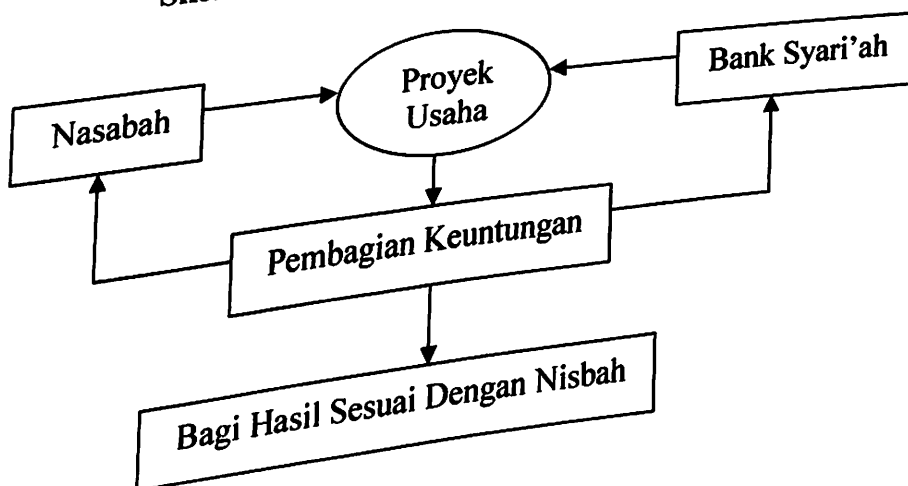 Proyek
Usaha
Bank Syari'ah
Nasabah
Pembagian Keuntungan
Bagi Hasil Sesuai Dengan Nisbah